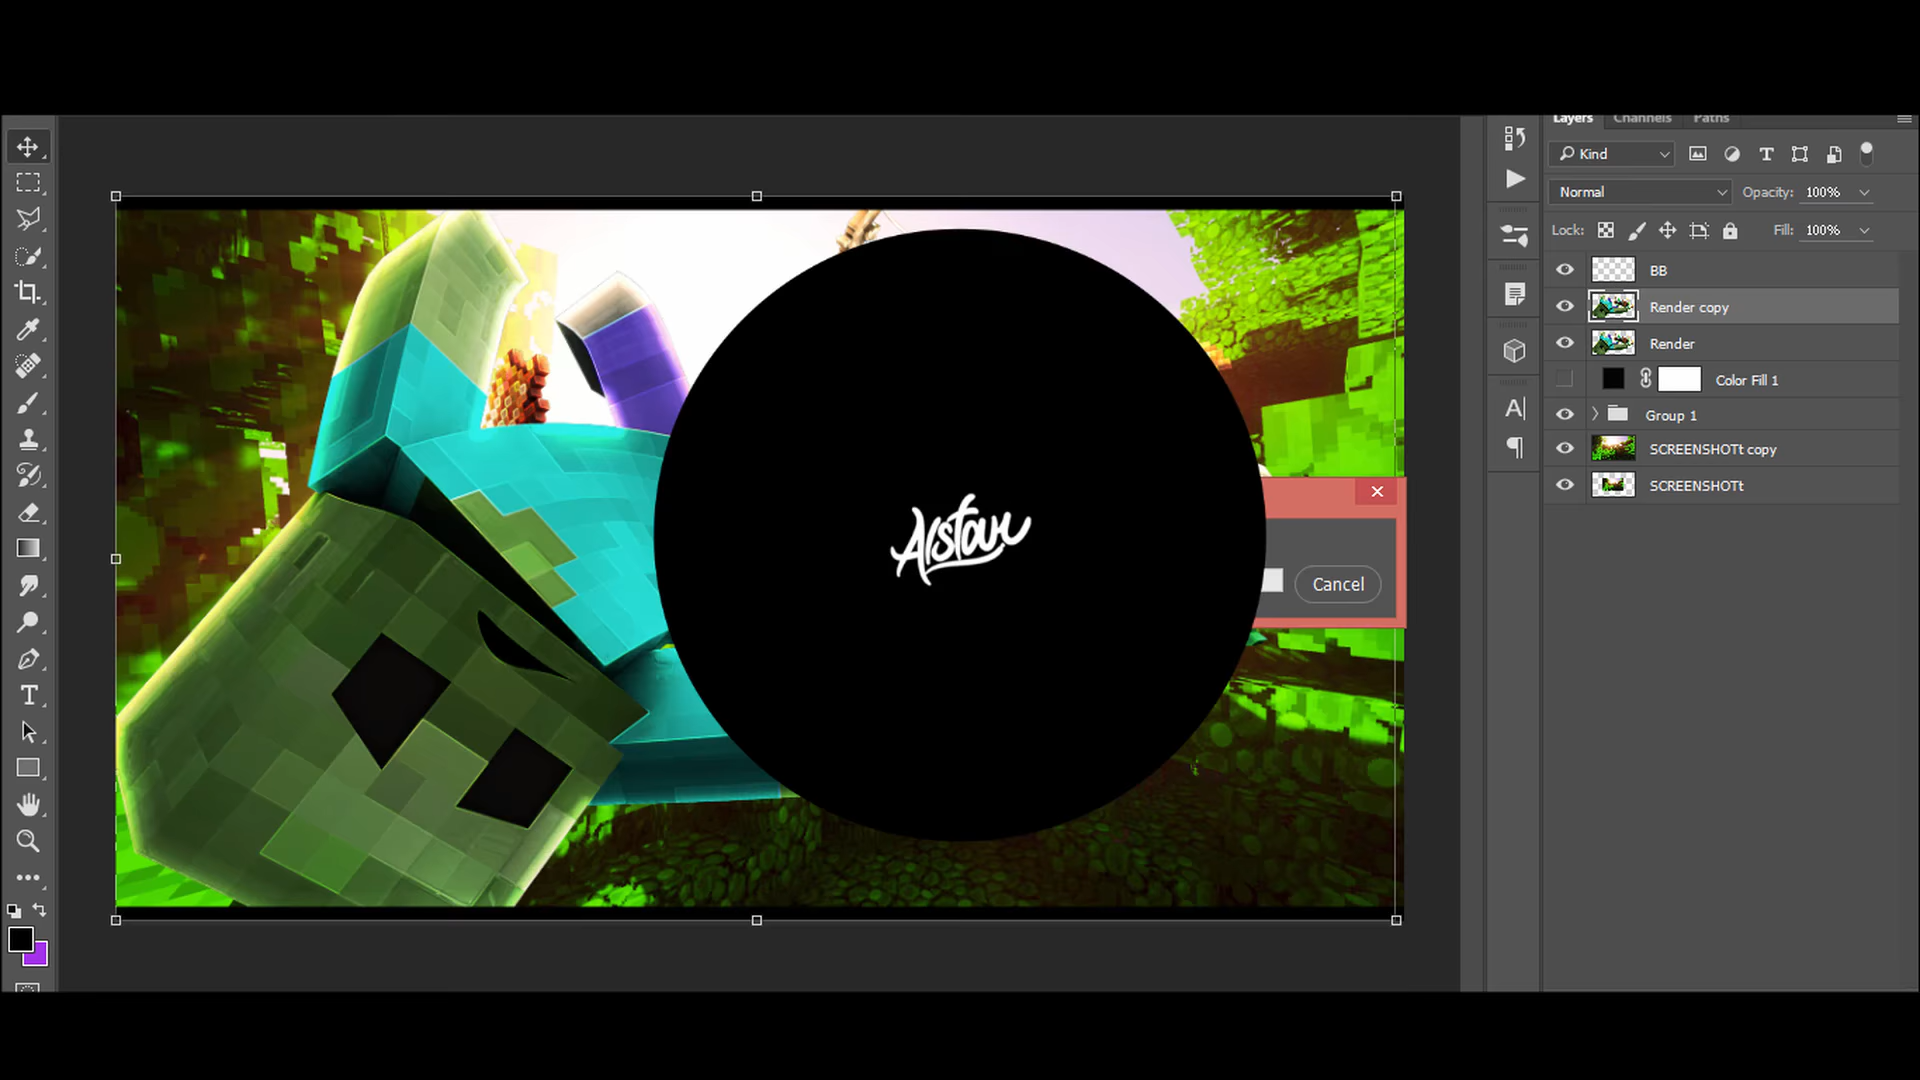 Layers Channels Paths
Kind
Normal Opacity: 100%
Lock: Fill: 100%
BB
Render copy
Render
Color Fill 1
Group 1
SCREENSHOTt copy
SCREENSHOTt
Alstar
Cancel